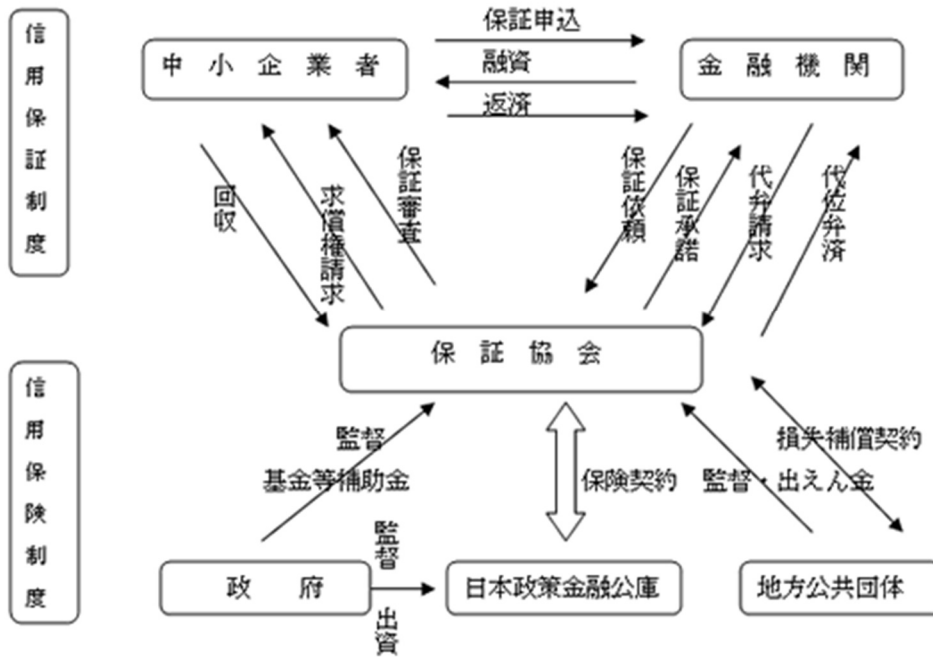 信用保証制度
中小企業者
保証申込
融資
返済
金融機関
回収
求償権請求
保証審査
保証依頼
保証承諾
代弁請求
代位弁済
保証協会
信用保険制度
監督
基金等補助金
保険契約
損失補償契約
監督・出えん金
政府
監督
出資
日本政策金融公庫
地方公共団体